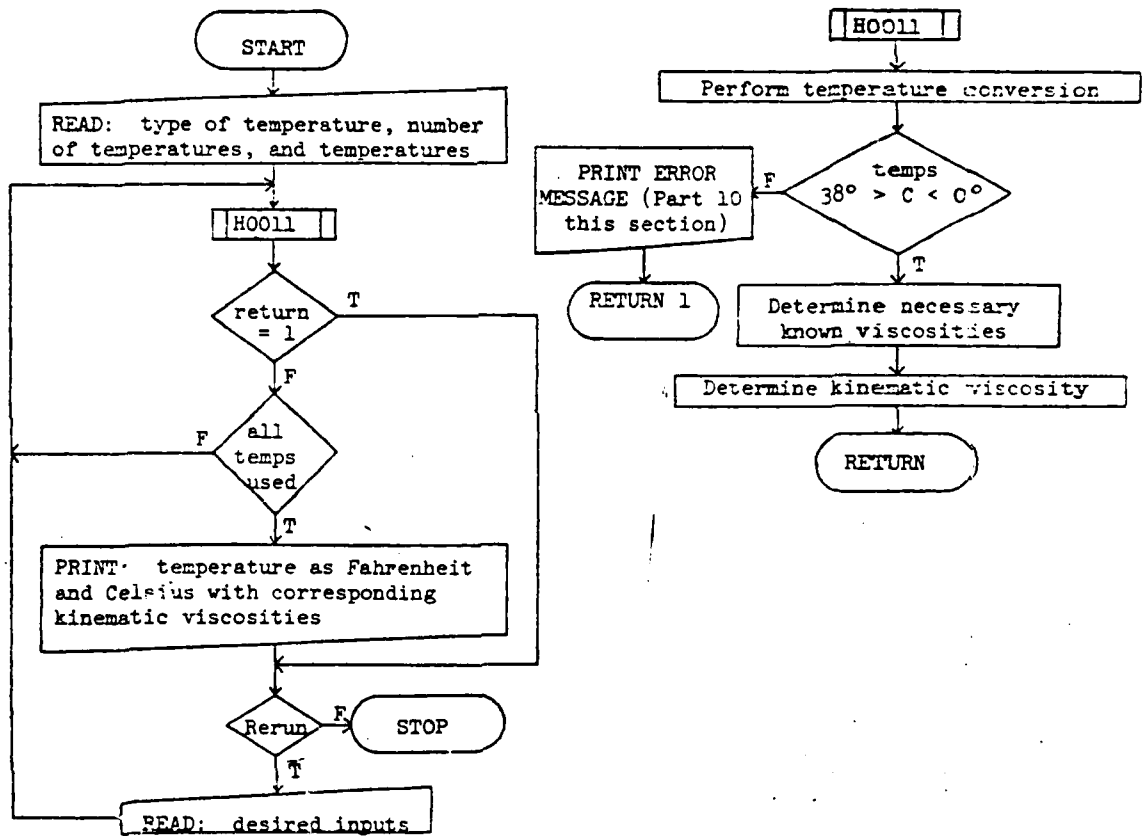 START
READ: type of temperature, number
of temperatures, and temperatures
HOO11
return
= 1
T
F
all
temps
used
F
T
PRINT: temperature as Fahrenheit
and Celsius with corresponding
kinematic viscosities
Rerun
F
STOP
T
READ: desired inputs
HOO11
Perform temperature conversion
temps
38° > C < 0°
F
PRINT ERROR
MESSAGE (Part 10
this section)
RETURN 1
T
Determine necessary
known viscosities
Determine kinematic viscosity
RETURN